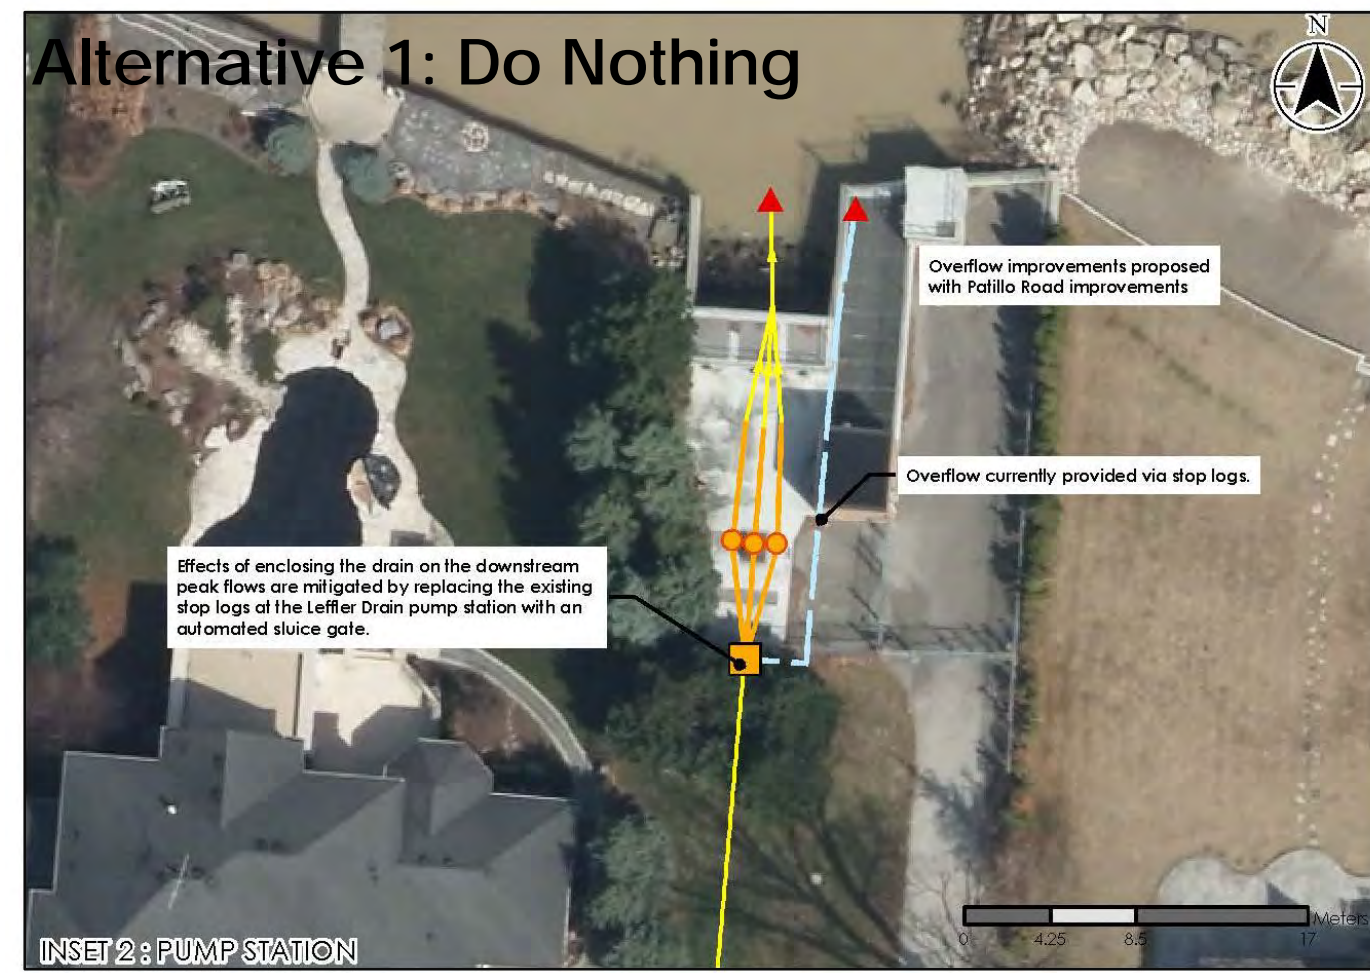 Alternative 1: Do Nothing
N
Overflow improvements proposed
with Patillo Road improvements
Overflow currently provided via stop logs.
Effects of enclosing the drain on the downstream
peak flows are mitigated by replacing the existing
stop logs at the Leffler Drain pump station with an
automated sluice gate.
Meters
0 4.25 8.5 17
INSET 2 : PUMP STATION